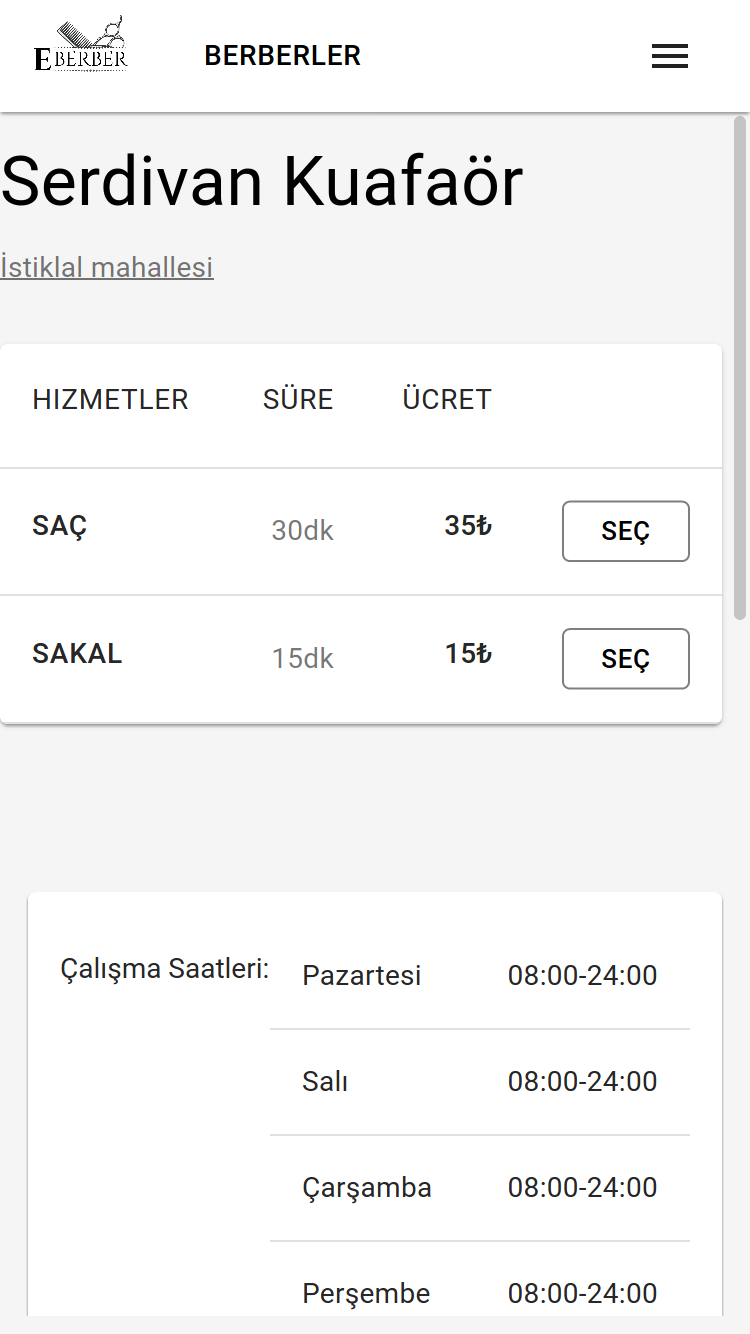 EBERBER
BERBERLER
Serdivan Kuafaör
İstiklal mahallesi
HIZMETLER SÜRE ÜCRET
SAÇ 30dk 35₺ SEÇ
SAKAL 15dk 15₺ SEÇ
Çalışma Saatleri: Pazartesi 08:00-24:00
Salı 08:00-24:00
Çarşamba 08:00-24:00
Perşembe 08:00-24:00